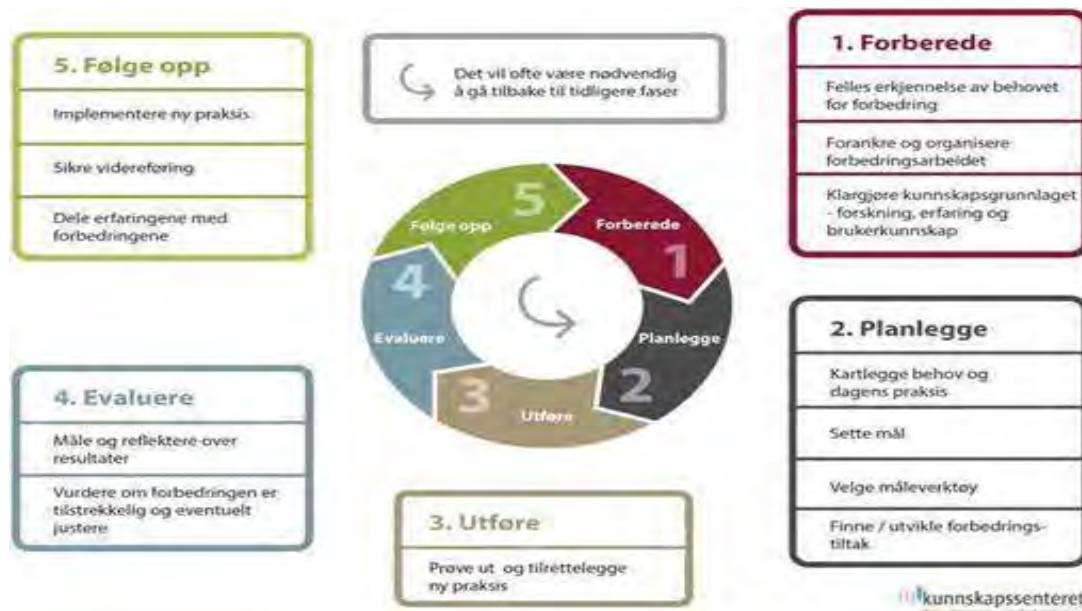 5. Følge opp
Implementere ny praksis
Sikre videreføring
Dele erfaringene med
forbedringene
Det vil ofte være nødvendig
å gå tilbake til tidligere faser
1. Forberede
Felles erkjennelse av behovet
for forbedring
Forankre og organisere
forbedringsarbeidet
Klargjøre kunnskapsgrunnlaget
- forskning, erfaring og
brukerkunnskap
5
Følge opp
Forberede
1
4
Evaluere
Planlegge
2
3
Utføre
2. Planlegge
Kartlegge behov og
dagens praksis
Sette mål
Velge måleverktøy
Finne / utvikle forbedrings-
tiltak
4. Evaluere
Måle og reflektere over
resultater
Vurdere om forbedringen er
tilstrekkelig og eventuelt
justere
3. Utføre
Prøve ut og tilrettelegge
ny praksis
kunnskapssenteret